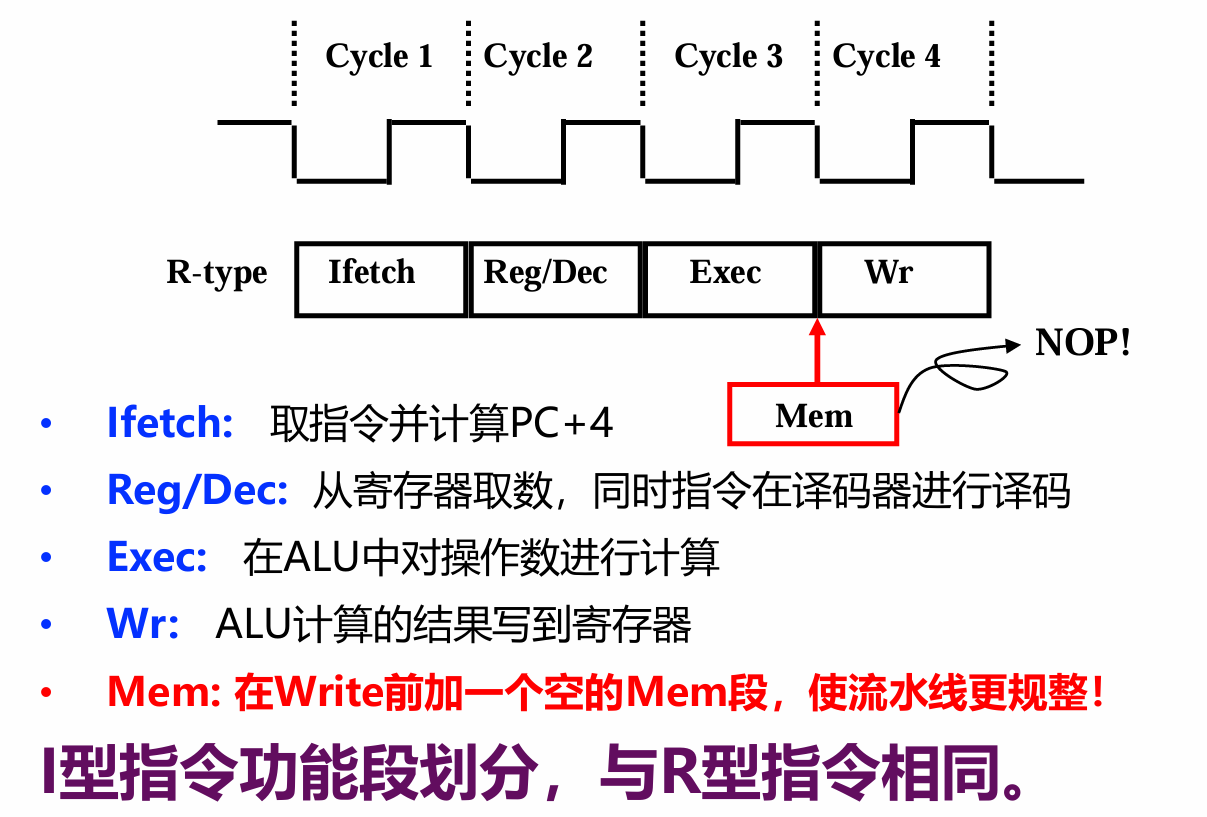 Cycle 1 Cycle 2 Cycle 3 Cycle 4
R-type Ifetch Reg/Dec Exec Wr
NOP!
Mem
• Ifetch: 取指令并计算PC+4
• Reg/Dec: 从寄存器取数，同时指令在译码器进行译码
• Exec: 在ALU中对操作数进行计算
• Wr: ALU计算的结果写到寄存器
• Mem: 在Write前加一个空的Mem段，使流水线更规整！
I型指令功能段划分，与R型指令相同。